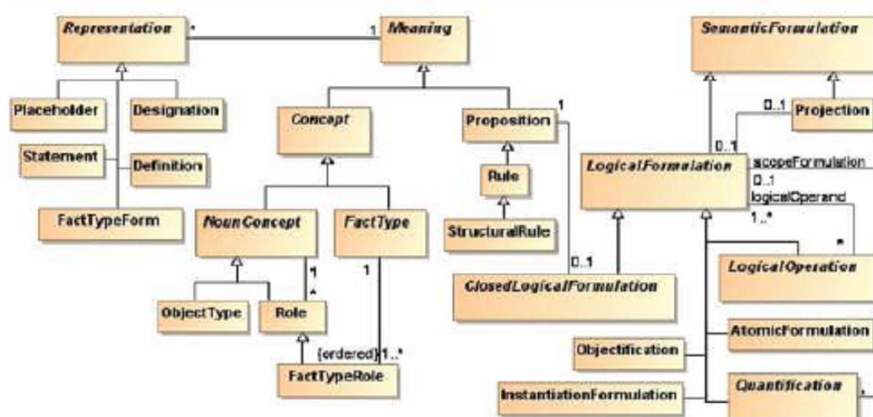 Representation
*
1
Meaning
SemanticFormulation
Placeholder
Designation
Concept
Proposition
1
0..1
Projection
Statement
Definition
LogicalFormulation
0..1
scopeFormulation
0..1
Rule
logicalOperand
1..*
FactTypeForm
NounConcept
FactType
StructuralRule
*
1
1
*
0..1
ClosedLogicalFormulation
LogicalOperation
ObjectType
Role
AtomicFormulation
{ordered}
1..*
Objectification
FactTypeRole
InstantiationFormulation
Quantification
*